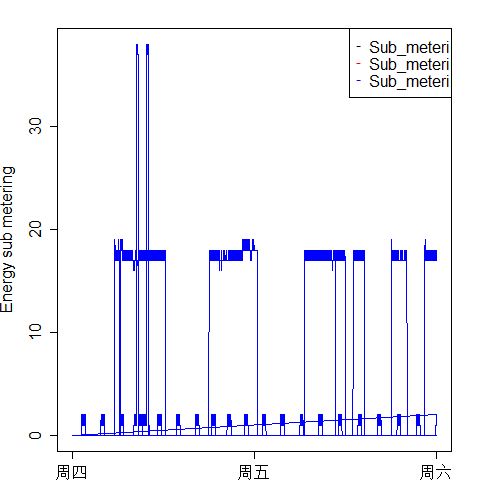 Sub_meteri
Sub_meteri
Sub_meteri
Energy sub metering
30
20
10
0
周四 周五 周六